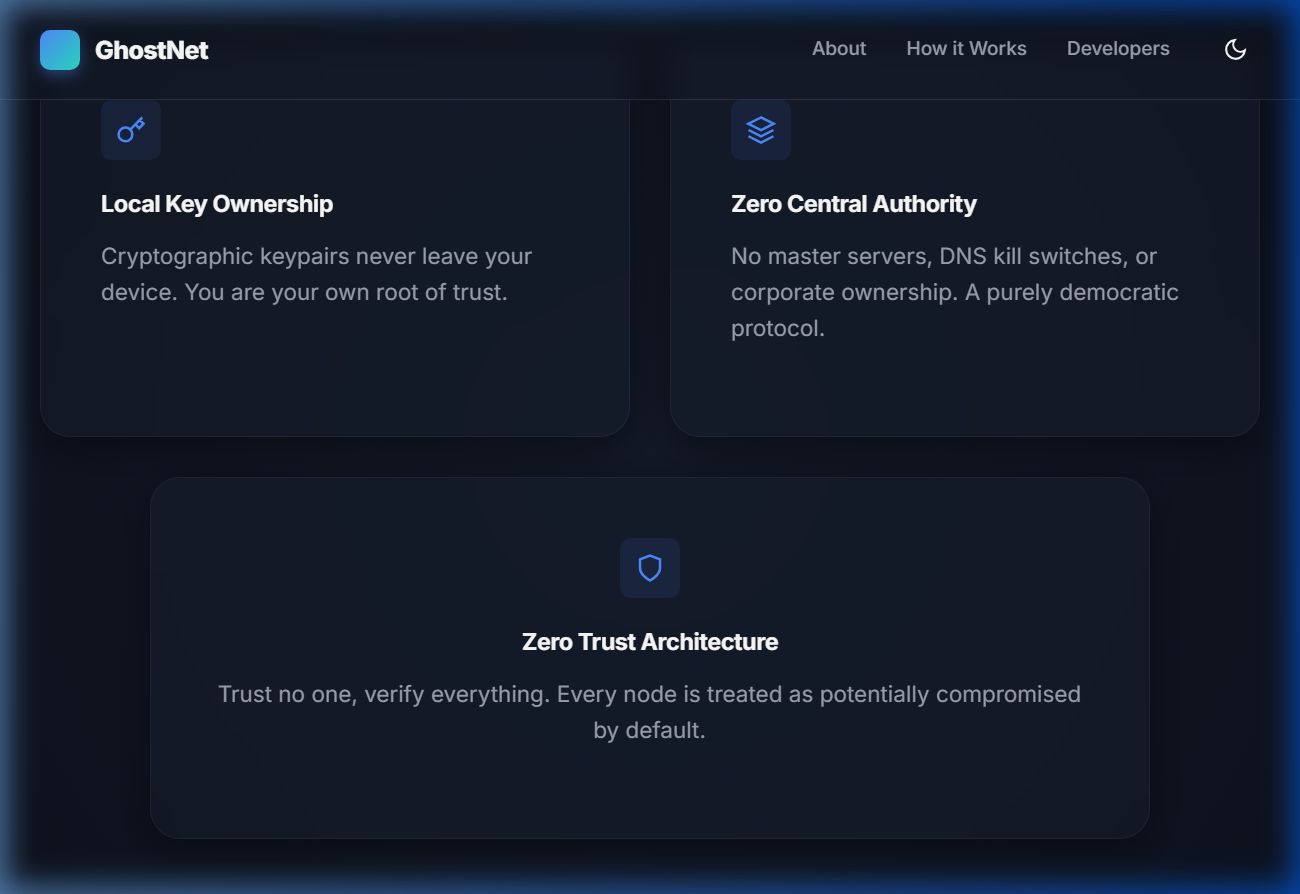 GhostNet
About
How it Works
Developers
Local Key Ownership
Cryptographic keypairs never leave your
device. You are your own root of trust.
Zero Central Authority
No master servers, DNS kill switches, or
corporate ownership. A purely democratic
protocol.
Zero Trust Architecture
Trust no one, verify everything. Every node is treated as potentially compromised
by default.